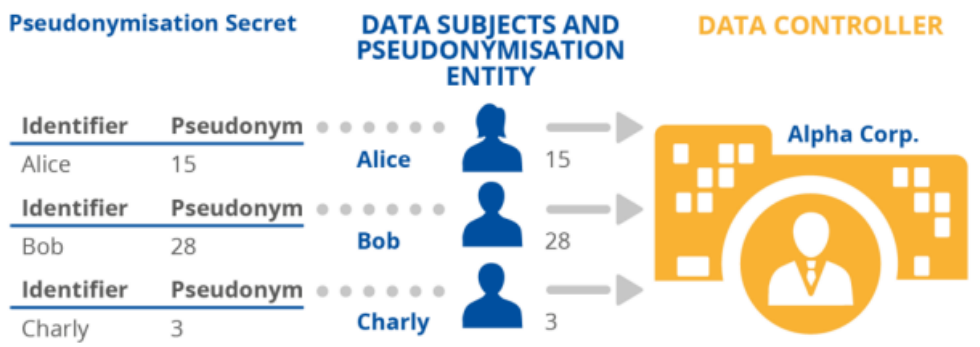 Pseudonymisation Secret
DATA SUBJECTS AND
PSEUDONYMISATION
ENTITY
DATA CONTROLLER
Identifier Pseudonym
Alice 15
Alice
15
Identifier Pseudonym
Bob 28
Bob
28
Identifier Pseudonym
Charly 3
Charly
3
Alpha Corp.